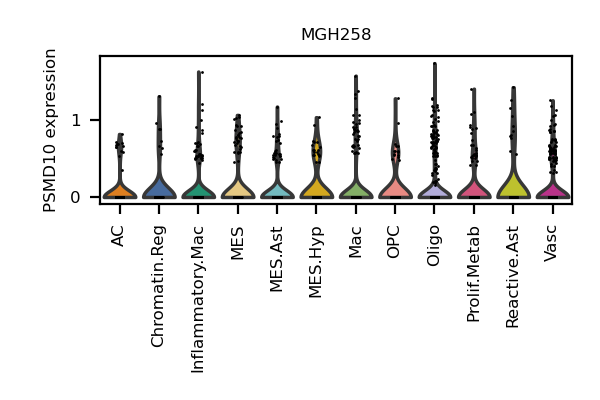 MGH258
PSMD10 expression
1
0
AC
Chromatin.Reg
Inflammatory.Mac
MES
MES.Ast
MES.Hyp
Mac
OPC
Oligo
Prolif.Metab
Reactive.Ast
Vasc